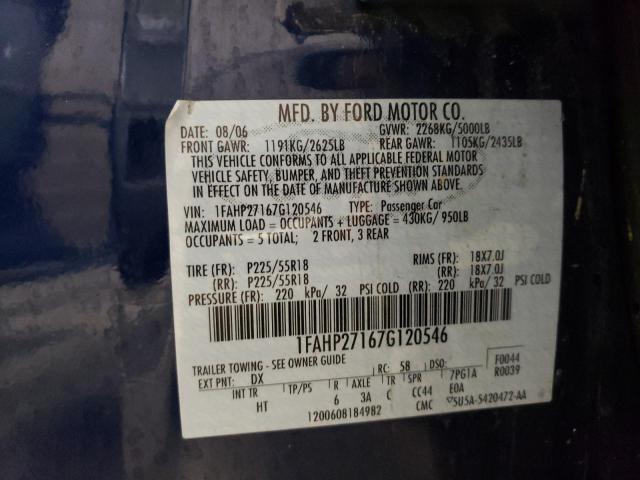 MFD. BY FORD MOTOR CO.
DATE: 08/06 GVWR: 2268KG/5000LB
FRONT GAWR: 1191KG/2625LB REAR GAWR: 1105KG/2435LB
THIS VEHICLE CONFORMS TO ALL APPLICABLE FEDERAL MOTOR
VEHICLE SAFETY, BUMPER, AND THEFT PREVENTION STANDARDS
IN EFFECT ON THE DATE OF MANUFACTURE SHOWN ABOVE.
VIN: 1FAHP27167G120546 TYPE: Passenger Car
MAXIMUM LOAD = OCCUPANTS + LUGGAGE = 430KG/950LB
OCCUPANTS = 5 TOTAL; 2 FRONT, 3 REAR
TIRE (FR): P225/55R18 RIMS (FR): 18X7.0J
(RR): P225/55R18 (RR): 18X7.0J
PRESSURE (FR): 220 kPa/ 32 PSI COLD (RR): 220 kPa/ 32 PSI COLD
1FAHP27167G120546
TRAILER TOWING - SEE OWNER GUIDE
EXT PNT: DX RC: 58 DSO: F0044
R0039
INT TR TP/PS R AXLE TR SPR 7PG1A
HT 6 3A C CC44 E0A
1200608184982 CMC 5U5A-5420472-AA